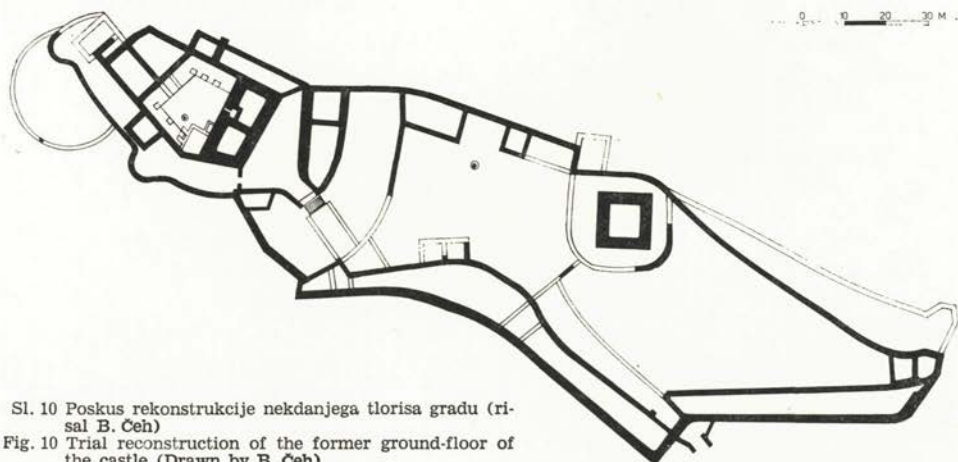 0 10 20 30 M
Sl. 10 Poskus rekonstrukcije nekdanjega tlorisa gradu (ri-
sal B. Čeh)
Fig. 10 Trial reconstruction of the former ground-floor of
the castle (Drawn by B. Čeh)